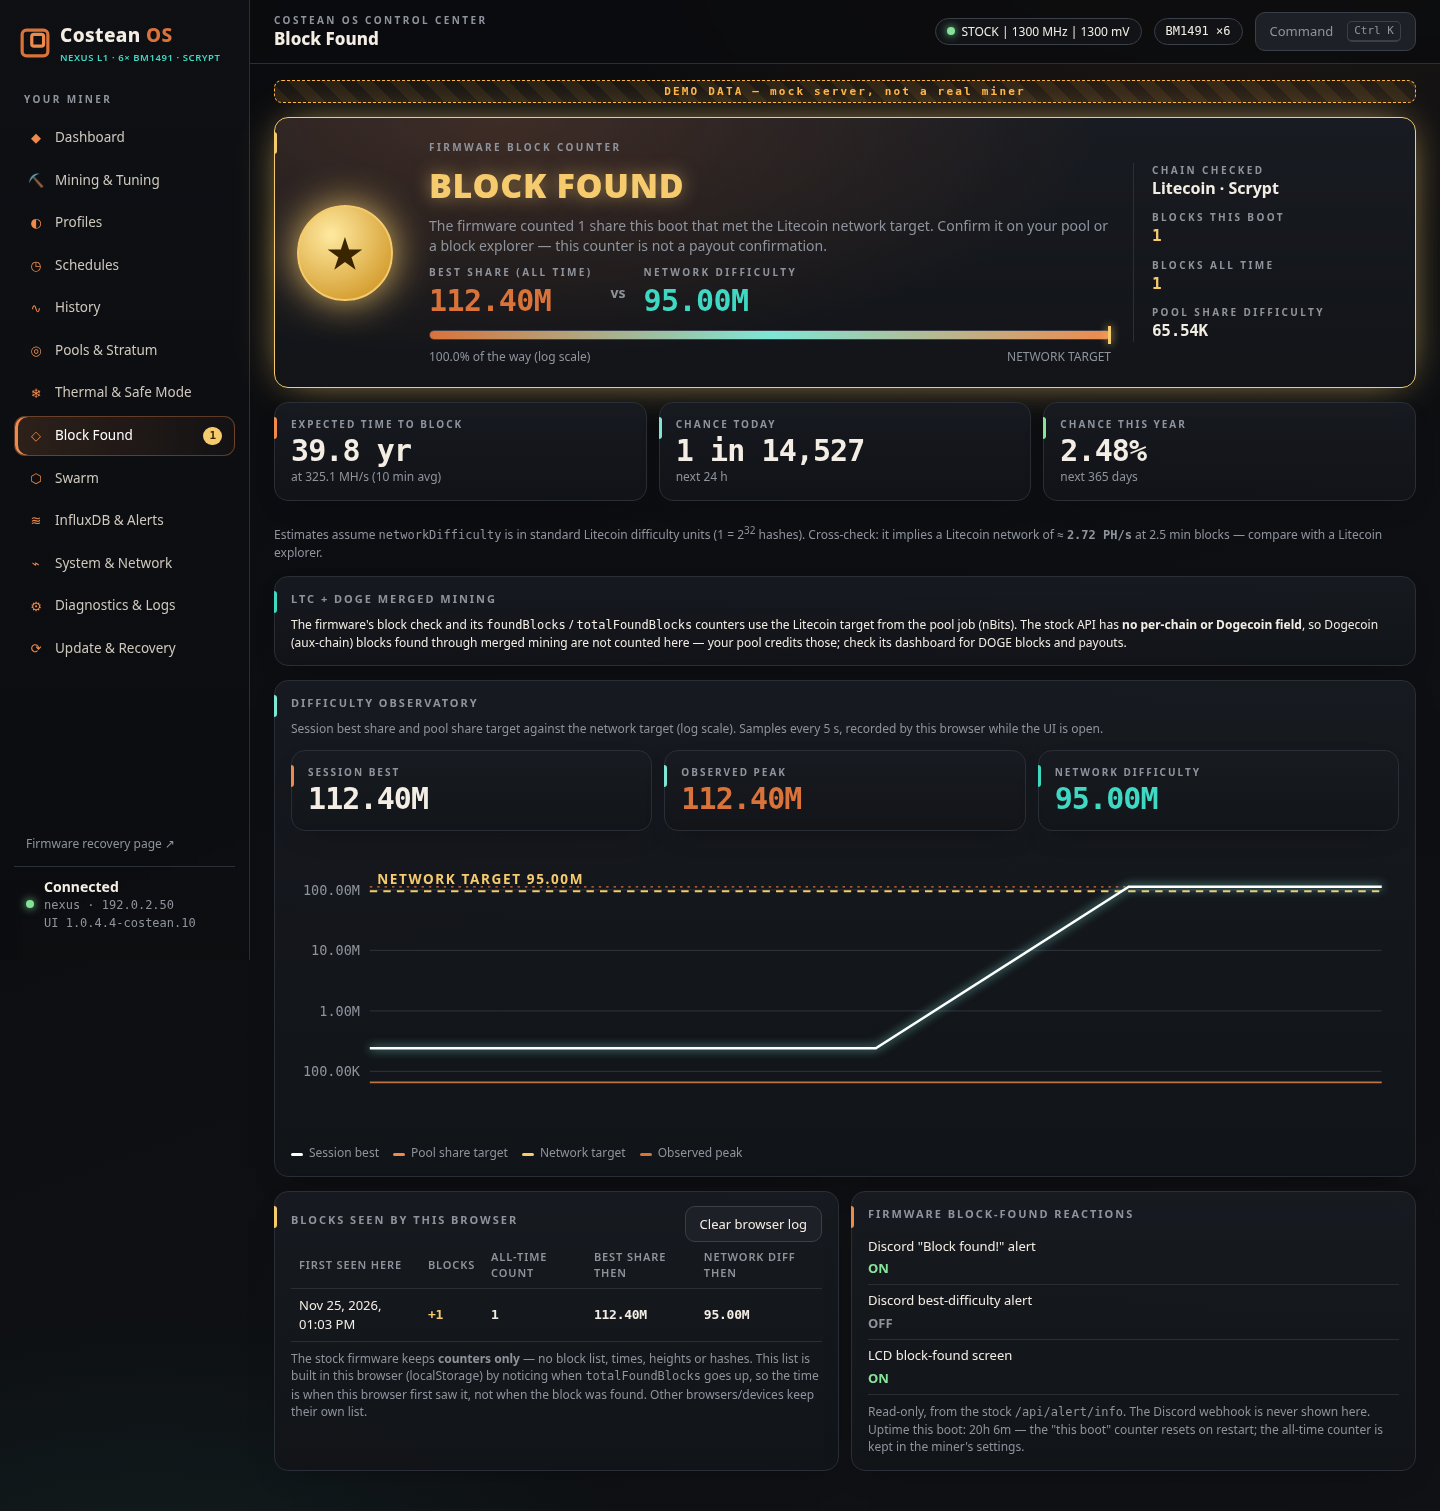 Costean OS
NEXUS L1 · 6× BM1491 · SCRYPT
YOUR MINER
Dashboard
Mining & Tuning
Profiles
Schedules
History
Pools & Stratum
Thermal & Safe Mode
Block Found 1
Swarm
InfluxDB & Alerts
System & Network
Diagnostics & Logs
Update & Recovery
Firmware recovery page ↗
Connected
nexus · 192.0.2.50
UI 1.0.4.4-costean.10
COSTEAN OS CONTROL CENTER
Block Found
STOCK | 1300 MHz | 1300 mV
BM1491 ×6
Command Ctrl K
DEMO DATA — mock server, not a real miner
FIRMWARE BLOCK COUNTER
BLOCK FOUND
The firmware counted 1 share this boot that met the Litecoin network target. Confirm it on your pool or
a block explorer — this counter is not a payout confirmation.
BEST SHARE (ALL TIME)
112.40M
vs
NETWORK DIFFICULTY
95.00M
100.0% of the way (log scale)
NETWORK TARGET
CHAIN CHECKED
Litecoin · Scrypt
BLOCKS THIS BOOT
1
BLOCKS ALL TIME
1
POOL SHARE DIFFICULTY
65.54K
EXPECTED TIME TO BLOCK
39.8 yr
at 325.1 MH/s (10 min avg)
CHANCE TODAY
1 in 14,527
next 24 h
CHANCE THIS YEAR
2.48%
next 365 days
Estimates assume networkDifficulty is in standard Litecoin difficulty units (1 = 2^32 hashes). Cross-check: it implies a Litecoin network of ≈ 2.72 PH/s at 2.5 min blocks — compare with a Litecoin
explorer.
LTC + DOGE MERGED MINING
The firmware's block check and its foundBlocks / totalFoundBlocks counters use the Litecoin target from the pool job (nBits). The stock API has no per-chain or Dogecoin field, so Dogecoin
(aux-chain) blocks found through merged mining are not counted here — your pool credits those; check its dashboard for DOGE blocks and payouts.
DIFFICULTY OBSERVATORY
Session best share and pool share target against the network target (log scale). Samples every 5 s, recorded by this browser while the UI is open.
SESSION BEST
112.40M
OBSERVED PEAK
112.40M
NETWORK DIFFICULTY
95.00M
NETWORK TARGET 95.00M
100.00M
10.00M
1.00M
100.00K
Session best
Pool share target
Network target
Observed peak
BLOCKS SEEN BY THIS BROWSER
Clear browser log
FIRST SEEN HERE
BLOCKS
ALL-TIME
COUNT
BEST SHARE
THEN
NETWORK DIFF
THEN
Nov 25, 2026,
01:03 PM
+1
1
112.40M
95.00M
The stock firmware keeps counters only — no block list, times, heights or hashes. This list is
built in this browser (localStorage) by noticing when totalFoundBlocks goes up, so the time
is when this browser first saw it, not when the block was found. Other browsers/devices keep
their own list.
FIRMWARE BLOCK-FOUND REACTIONS
Discord "Block found!" alert
ON
Discord best-difficulty alert
OFF
LCD block-found screen
ON
Read-only, from the stock /api/alert/info. The Discord webhook is never shown here.
Uptime this boot: 20h 6m — the "this boot" counter resets on restart; the all-time counter is
kept in the miner's settings.